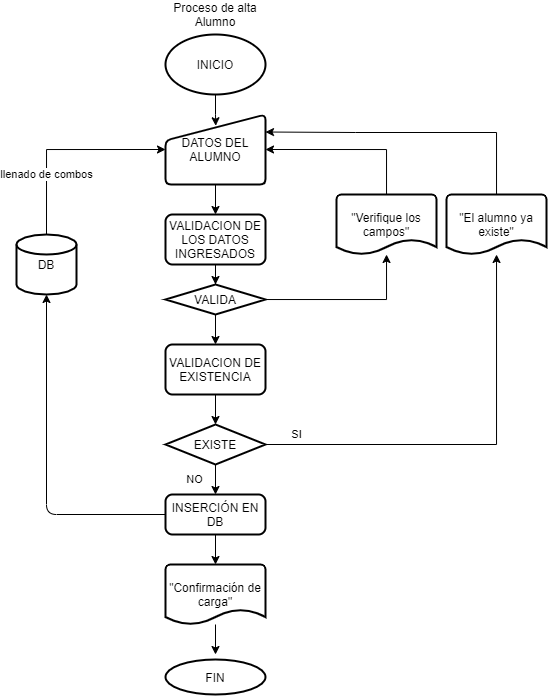 Proceso de alta
Alumno
INICIO
DATOS DEL
ALUMNO
llenado de combos
"Verifique los
campos"
"El alumno ya
existe"
VALIDACION DE
LOS DATOS
INGRESADOS
DB
VALIDA
VALIDACION DE
EXISTENCIA
EXISTE
SI
NO
INSERCIÓN EN
DB
"Confirmación de
carga"
FIN